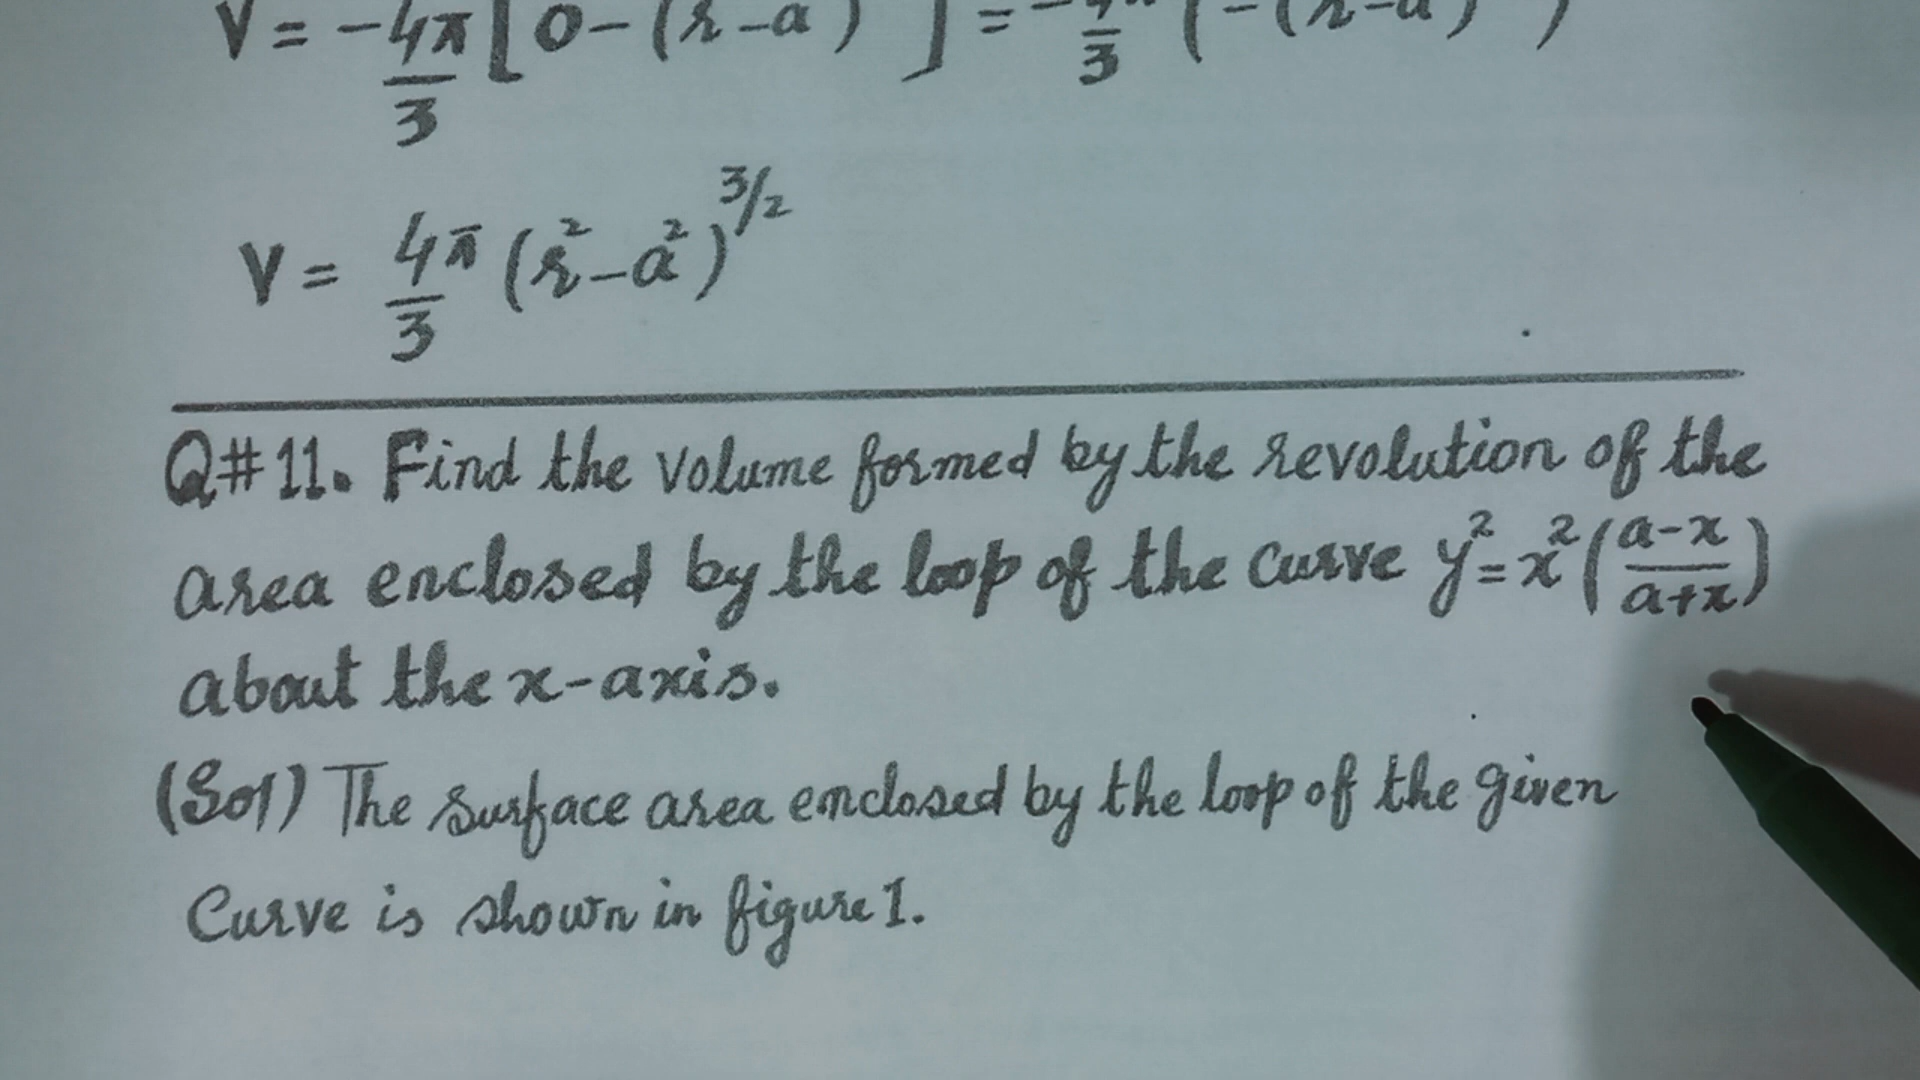 V = -4π/3 [0-(r-a) ] = -4π/3 (-(r-a) )
V = 4π/3 (r²-a²)^3/2
Q#11. Find the volume formed by the revolution of the
area enclosed by the loop of the curve y²=x²(a-x/a+x)
about the x-axis.
(Sol) The surface area enclosed by the loop of the given
Curve is shown in figure 1.